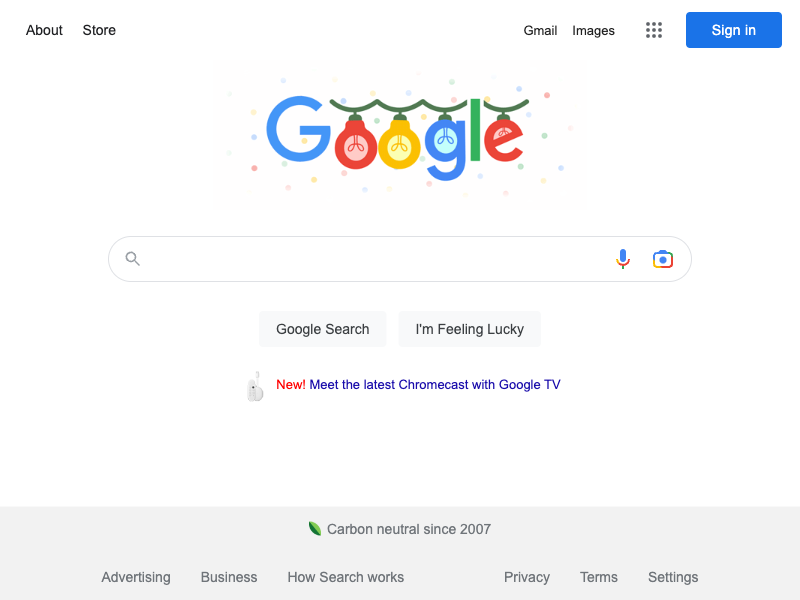 About Store Gmail Images Sign in
Google
Google Search I'm Feeling Lucky
New! Meet the latest Chromecast with Google TV
Carbon neutral since 2007
Advertising Business How Search works Privacy Terms Settings